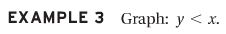 EXAMPLE 3 Graph: y < x.